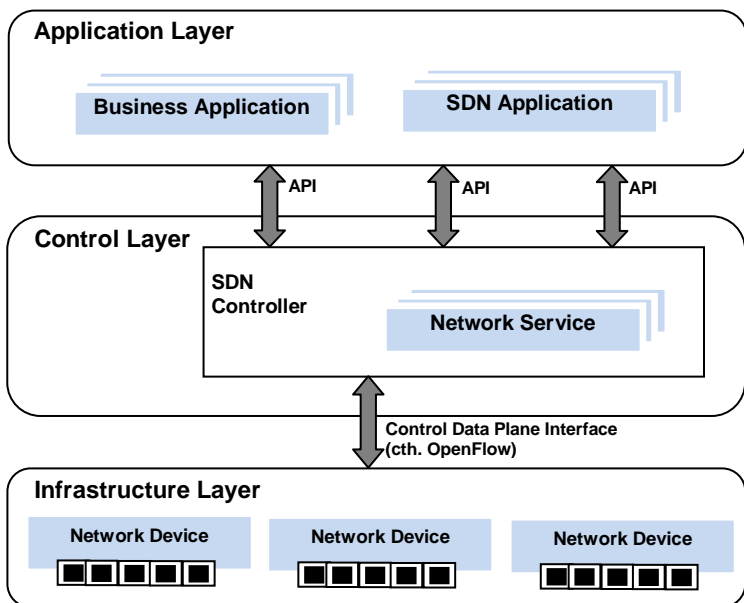 Application Layer
Business Application
SDN Application
API
API
API
Control Layer
SDN
Controller
Network Service
Control Data Plane Interface
(cth. OpenFlow)
Infrastructure Layer
Network Device
Network Device
Network Device